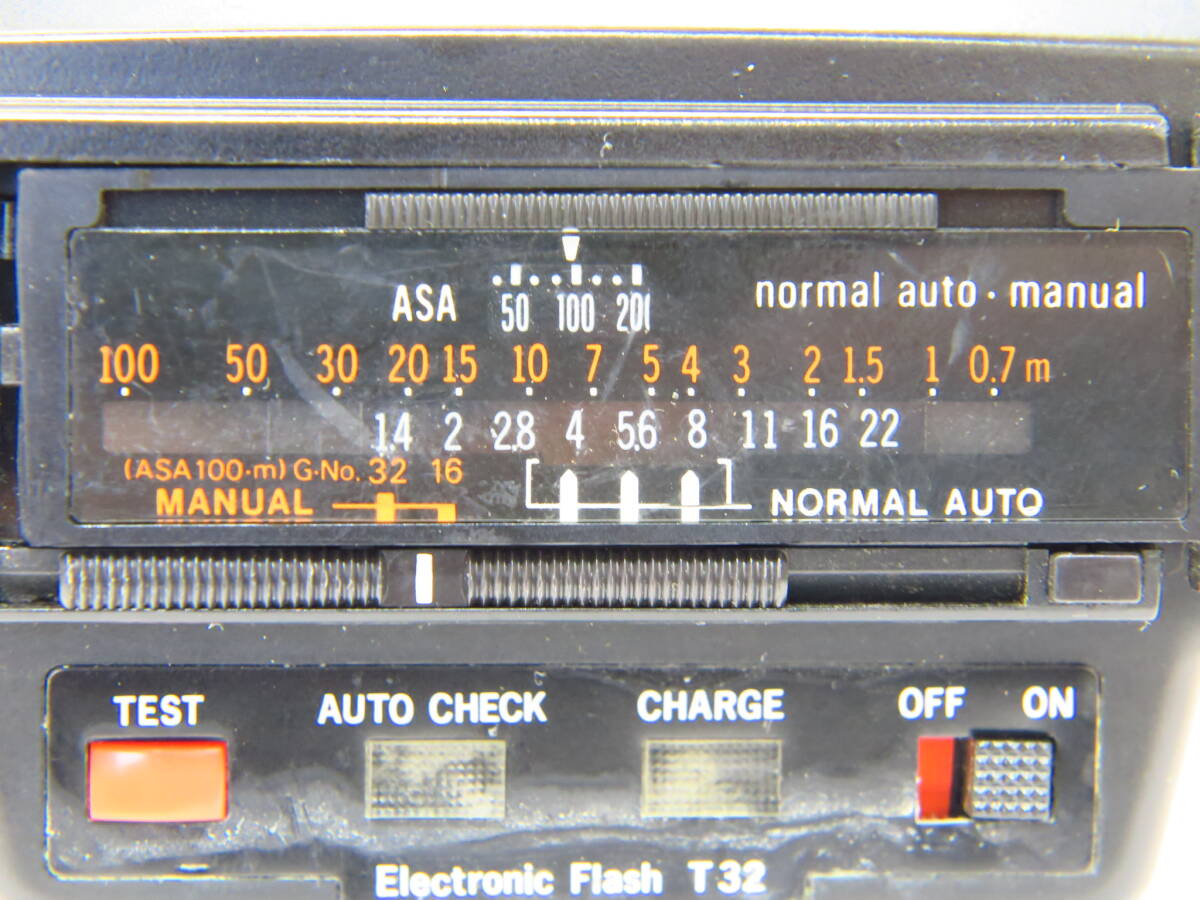 ASA
50 100 200
normal auto · manual
100 50 30 20 15 10 7 5 4 3 2 1.5 1 0.7 m
1.4 2 2.8 4 5.6 8 11 16 22
(ASA100·m) G·No. 32 16
MANUAL
NORMAL AUTO
TEST AUTO CHECK CHARGE OFF ON
Electronic Flash T32